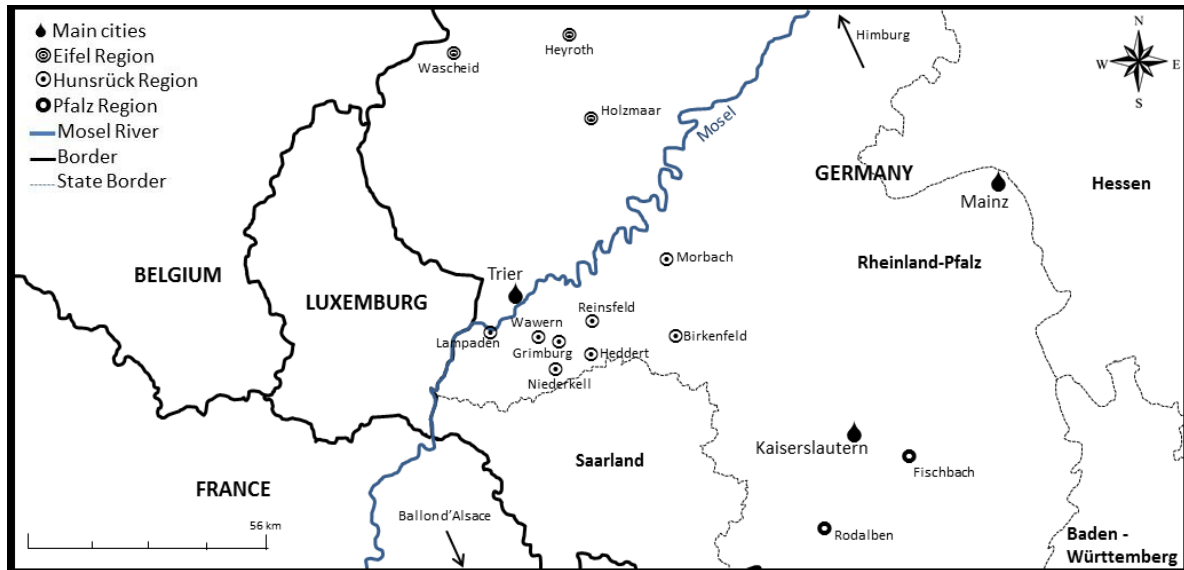 Main cities
Eifel Region
Hunsrück Region
Pfalz Region
Mosel River
Border
State Border
Wascheid
Heyroth
Himburg
N
W
E
S
Holzmaar
Mosel
GERMANY
Hessen
Mainz
BELGIUM
LUXEMBURG
Trier
Morbach
Rheinland-Pfalz
Reinsfeld
Lampaden
Wawern
Grimburg
Heddert
Birkenfeld
Niederkell
Kaiserslautern
Fischbach
Saarland
FRANCE
Ballon d'Alsace
56 km
Rodalben
Baden -
Württemberg